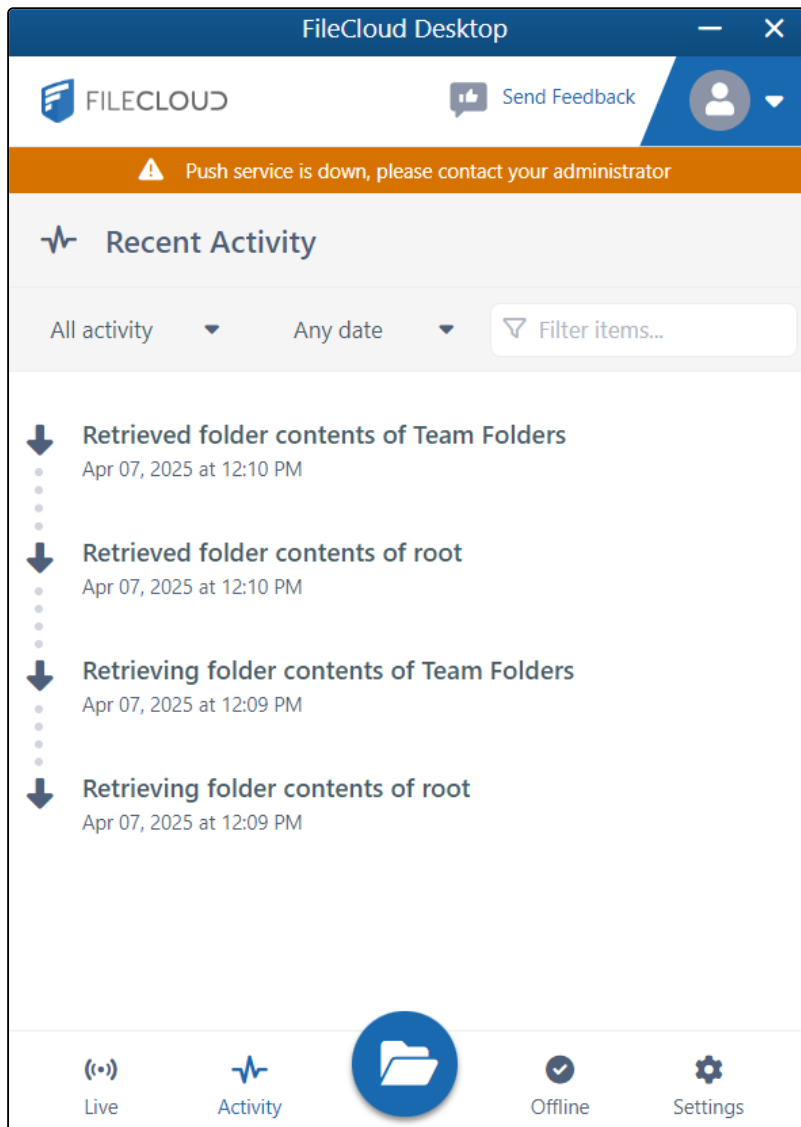 FileCloud Desktop
FILECLOUD
Send Feedback
Push service is down, please contact your administrator
Recent Activity
All activity
Any date
Filter items...
Retrieved folder contents of Team Folders
Apr 07, 2025 at 12:10 PM
Retrieved folder contents of root
Apr 07, 2025 at 12:10 PM
Retrieving folder contents of Team Folders
Apr 07, 2025 at 12:09 PM
Retrieving folder contents of root
Apr 07, 2025 at 12:09 PM
Live
Activity
Offline
Settings